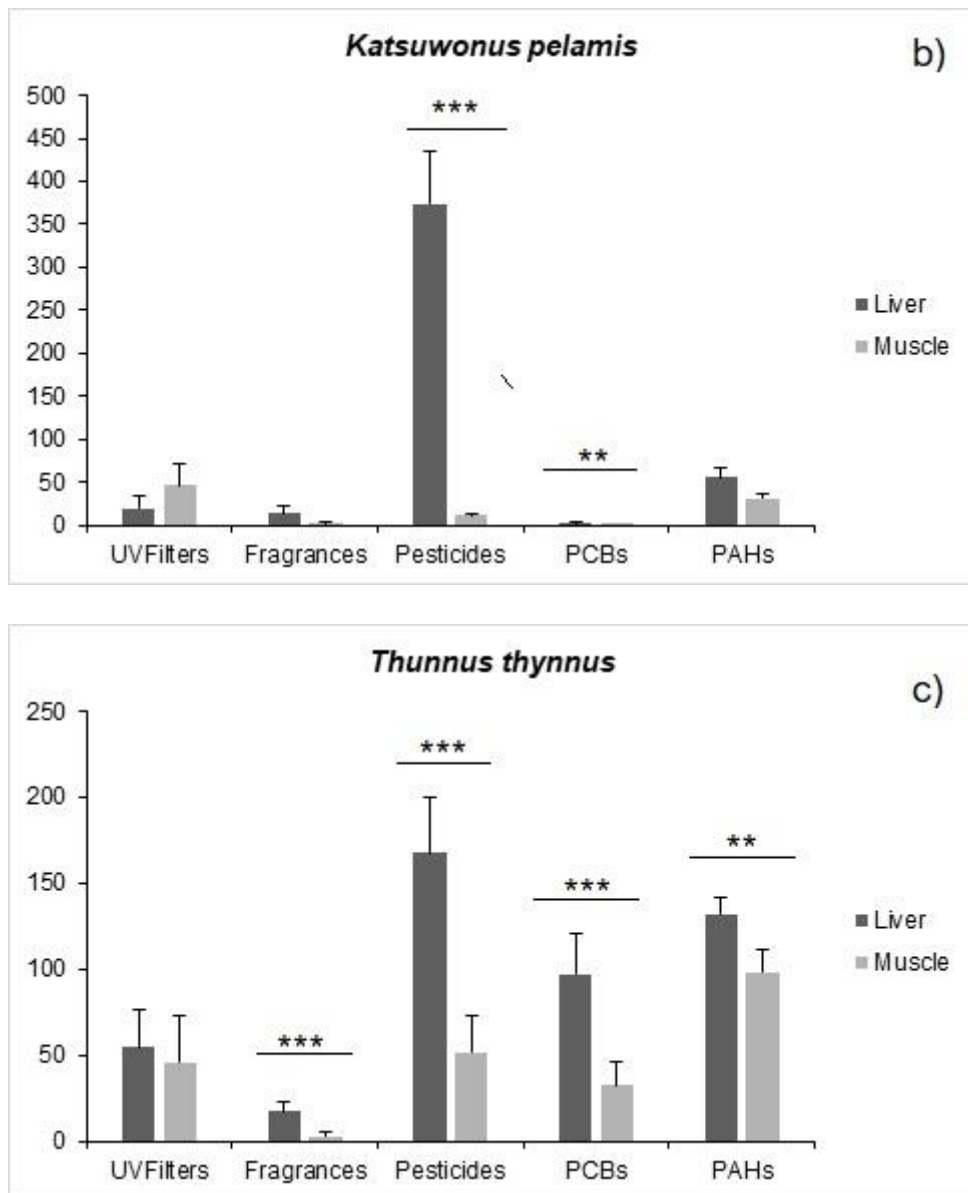 Katsuwonus pelamis
b)
500
450
400
350
300
250
200
150
100
50
0
***
**
UVFilters Fragrances Pesticides PCBs PAHs
Liver
Muscle
Thunnus thynnus
c)
250
200
150
100
50
0
***
***
***
**
UVFilters Fragrances Pesticides PCBs PAHs
Liver
Muscle